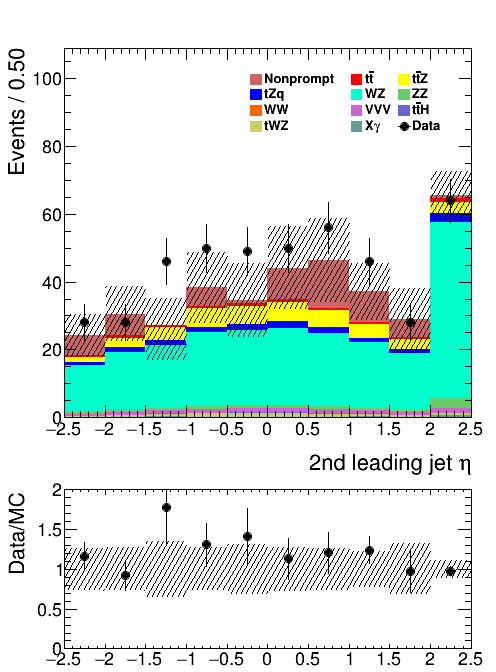 Events / 0.50
100
80
60
40
20
0
Nonprompt tt̄ tt̄Z
tZq WZ ZZ
WW VVV tt̄H
tWZ Xγ Data
−2.5 −2 −1.5 −1 −0.5 0 0.5 1 1.5 2 2.5
2nd leading jet η
Data/MC
2
1.5
1
0.5
0
−2.5 −2 −1.5 −1 −0.5 0 0.5 1 1.5 2 2.5